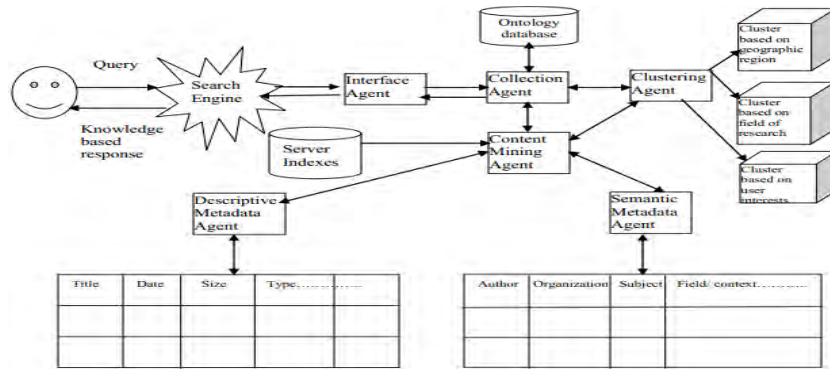 Ontology
database
Cluster
based on
geographic
region
Query
Search
Engine
Interface
Agent
Collection
Agent
Clustering
Agent
Cluster
based on
field of
research
Knowledge
based
response
Server
Indexes
Content
Mining
Agent
Cluster
based on
user
interests
Descriptive
Metadata
Agent
Semantic
Metadata
Agent
Title Date Size Type...............
Author Organization Subject Field/ context............